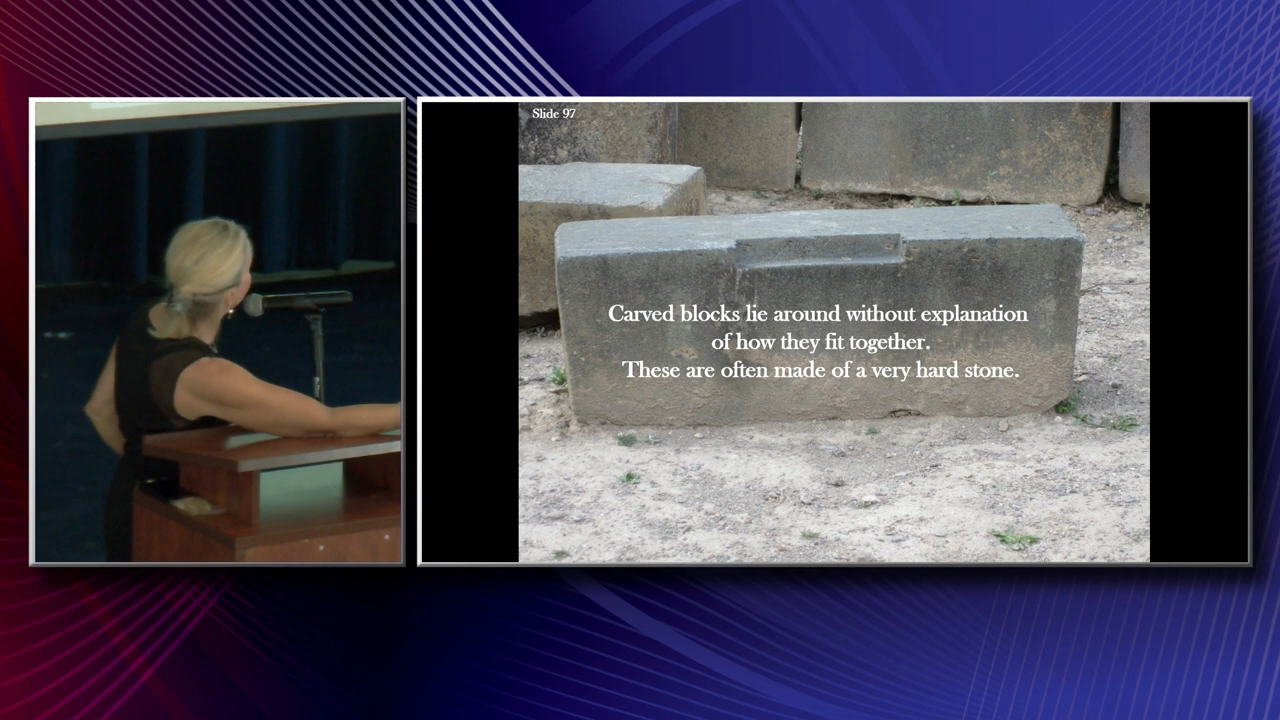 Slide 97
Carved blocks lie around without explanation
of how they fit together.
These are often made of a very hard stone.